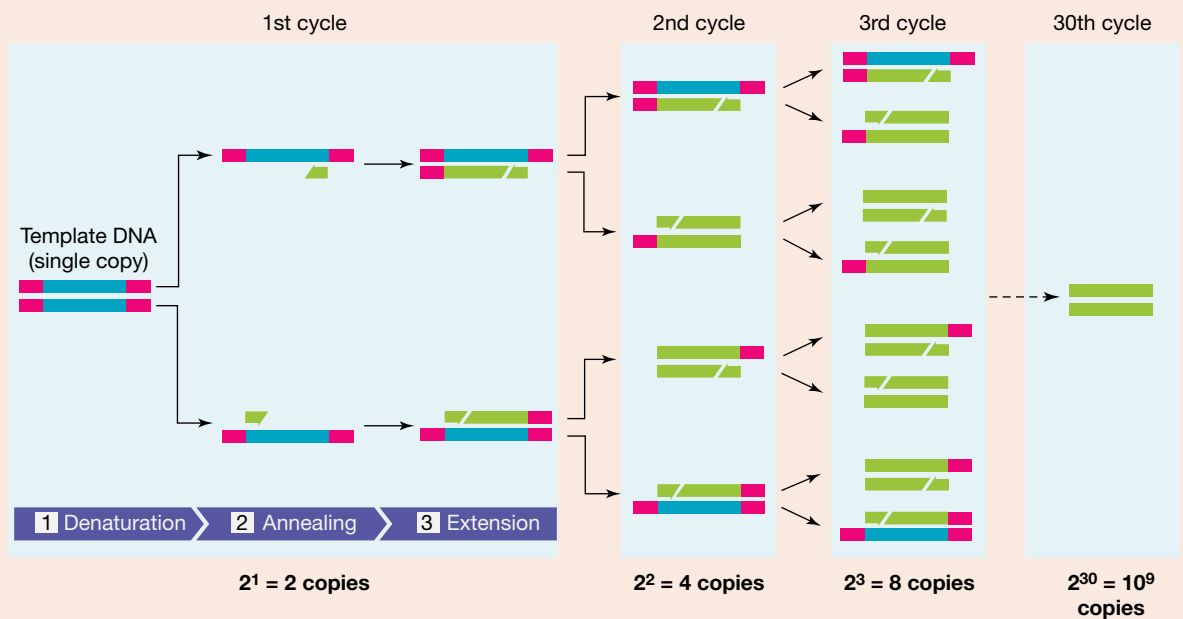 1st cycle
2nd cycle
3rd cycle
30th cycle
Template DNA
(single copy)
1 Denaturation
2 Annealing
3 Extension
2¹ = 2 copies
2² = 4 copies
2³ = 8 copies
2³⁰ = 10⁹
copies